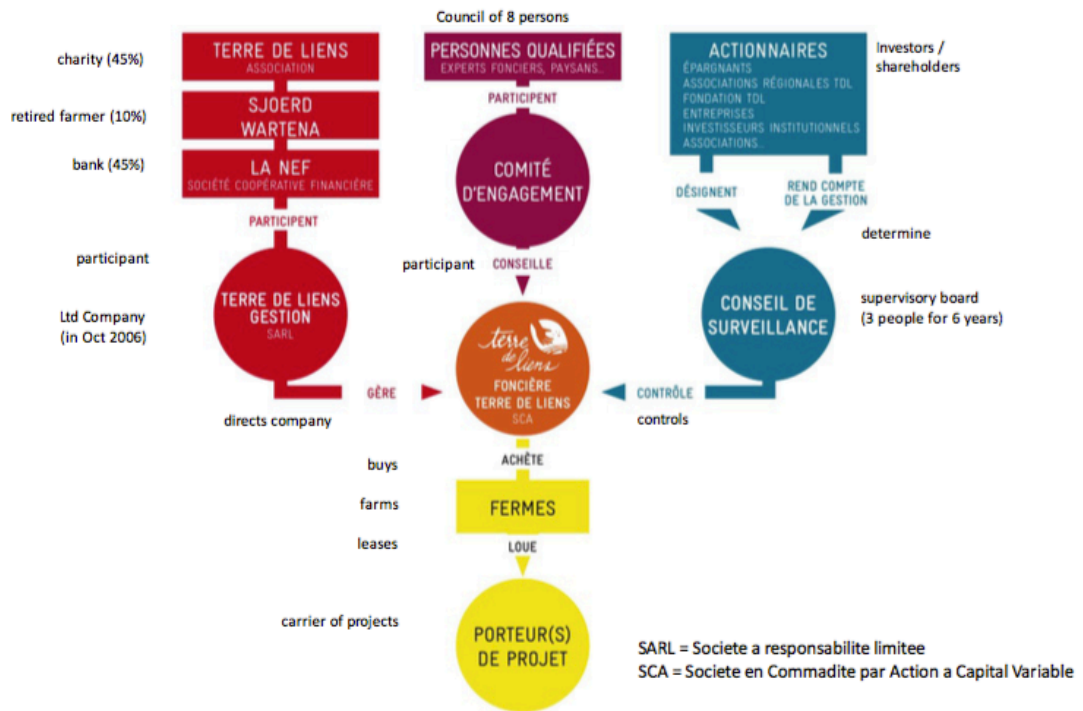 Council of 8 persons
charity (45%)
TERRE DE LIENS
ASSOCIATION
retired farmer (10%)
SJOERD
WARTENA
bank (45%)
LA NEF
SOCIÉTÉ COOPÉRATIVE FINANCIÈRE
PARTICIPENT
participant
TERRE DE LIENS
GESTION
SARL
Ltd Company
(in Oct 2006)
GÈRE
directs company
PERSONNES QUALIFIÉES
EXPERTS FONCIERS, PAYSANS...
PARTICIPENT
COMITÉ
D'ENGAGEMENT
participant
CONSEILLE
terre
de liens
FONCIÈRE
TERRE DE LIENS
SCA
ACTIONNAIRES
ÉPARGNANTS
ASSOCIATIONS RÉGIONALES TDL
FONDATION TDL
ENTREPRISES
INVESTISSEURS INSTITUTIONNELS
ASSOCIATIONS...
Investors /
shareholders
DÉSIGNENT
REND COMPTE
DE LA GESTION
determine
CONSEIL DE
SURVEILLANCE
supervisory board
(3 people for 6 years)
CONTRÔLE
controls
buys
ACHÈTE
farms
FERMES
leases
LOUE
carrier of projects
PORTEUR(S)
DE PROJET
SARL = Societè a responsabilite limitee
SCA = Societe en Commadite par Action a Capital Variable